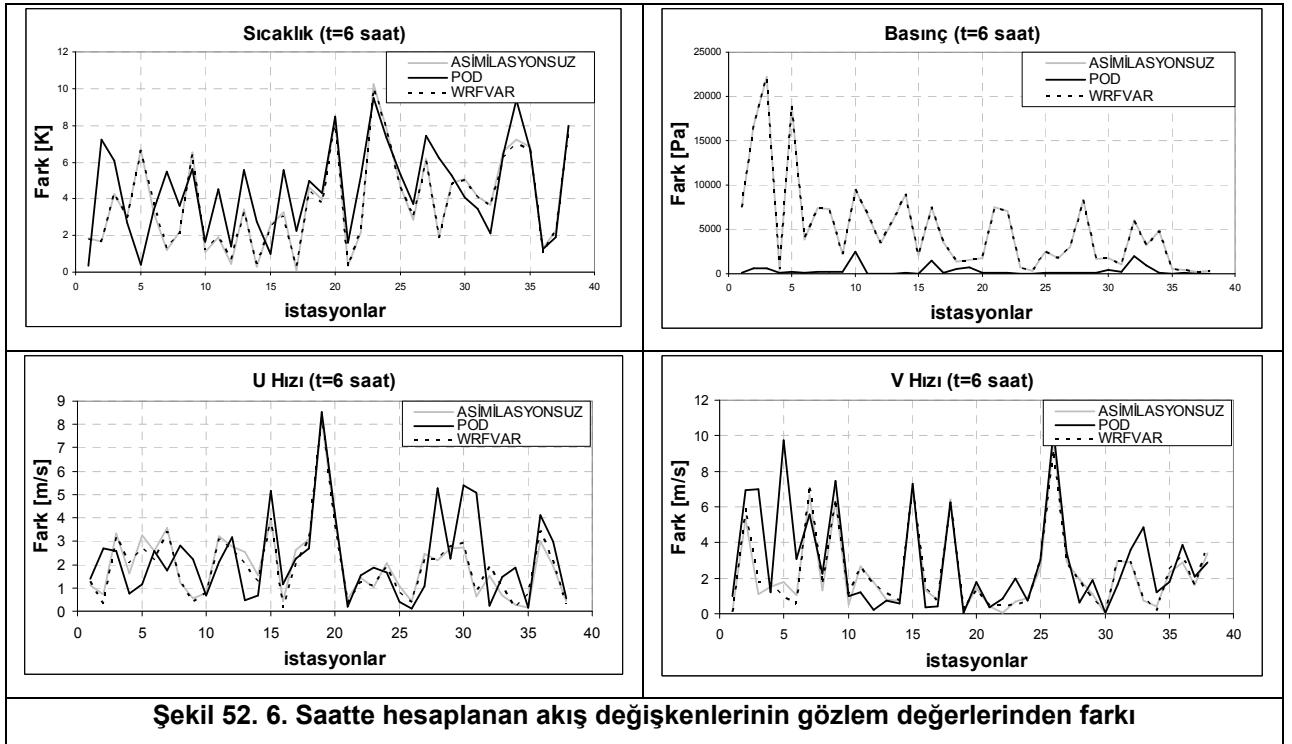 Sıcaklık (t=6 saat)
ASİMİLASYONSUZ
POD
WRFVAR
Fark [K]
12
10
8
6
4
2
0
0 5 10 15 20 25 30 35 40
istasyonlar
Basınç (t=6 saat)
ASİMİLASYONSUZ
POD
WRFVAR
Fark [Pa]
25000
20000
15000
10000
5000
0
0 5 10 15 20 25 30 35 40
istasyonlar
U Hızı (t=6 saat)
ASİMİLASYONSUZ
POD
WRFVAR
Fark [m/s]
9
8
7
6
5
4
3
2
1
0
0 5 10 15 20 25 30 35 40
istasyonlar
V Hızı (t=6 saat)
ASİMİLASYONSUZ
POD
WRFVAR
Fark [m/s]
12
10
8
6
4
2
0
0 5 10 15 20 25 30 35 40
istasyonlar
Şekil 52. 6. Saatte hesaplanan akış değişkenlerinin gözlem değerlerinden farkı